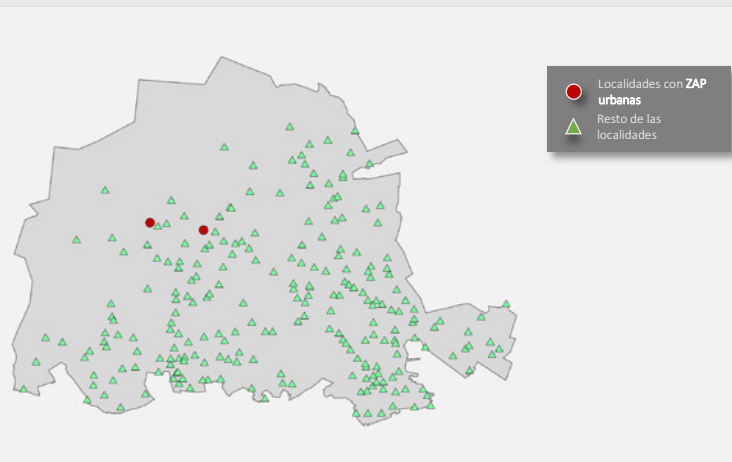 Localidades con ZAP
urbanas
Resto de las
localidades